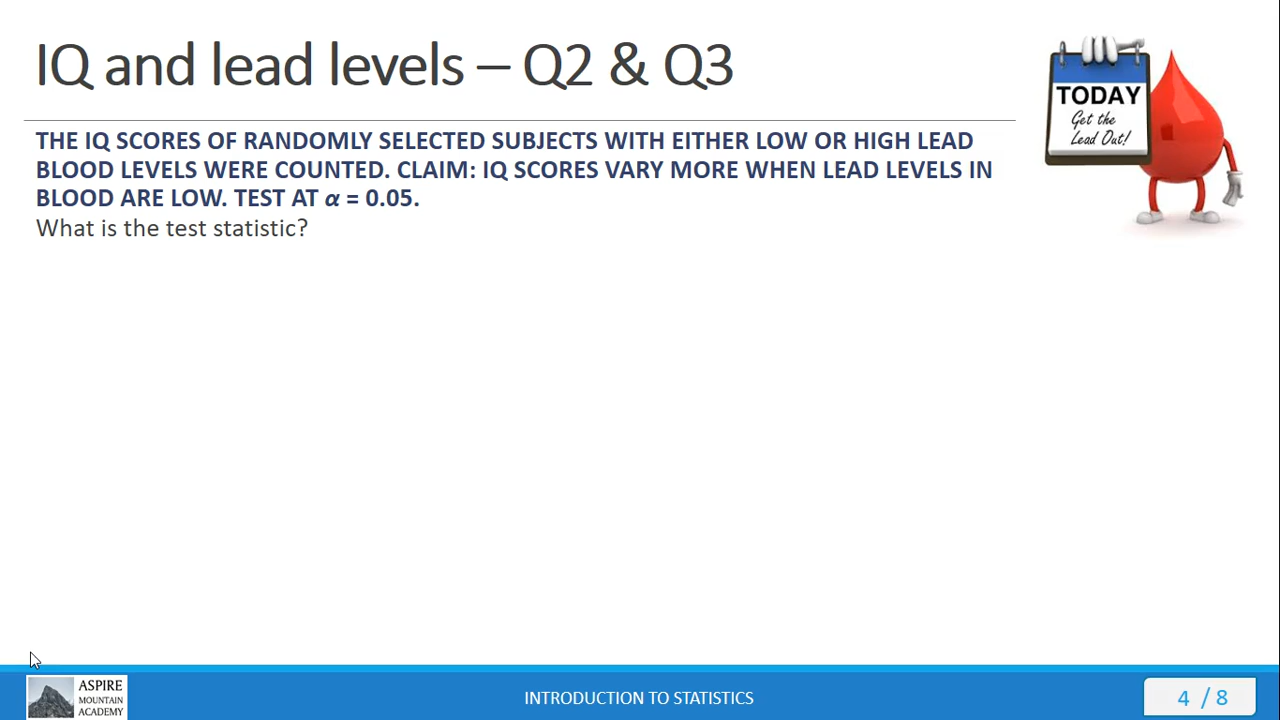 IQ and lead levels – Q2 & Q3
TODAY
Get the
Lead Out!
THE IQ SCORES OF RANDOMLY SELECTED SUBJECTS WITH EITHER LOW OR HIGH LEAD
BLOOD LEVELS WERE COUNTED. CLAIM: IQ SCORES VARY MORE WHEN LEAD LEVELS IN
BLOOD ARE LOW. TEST AT α = 0.05.
What is the test statistic?
ASPIRE
MOUNTAIN
ACADEMY
INTRODUCTION TO STATISTICS
4 / 8